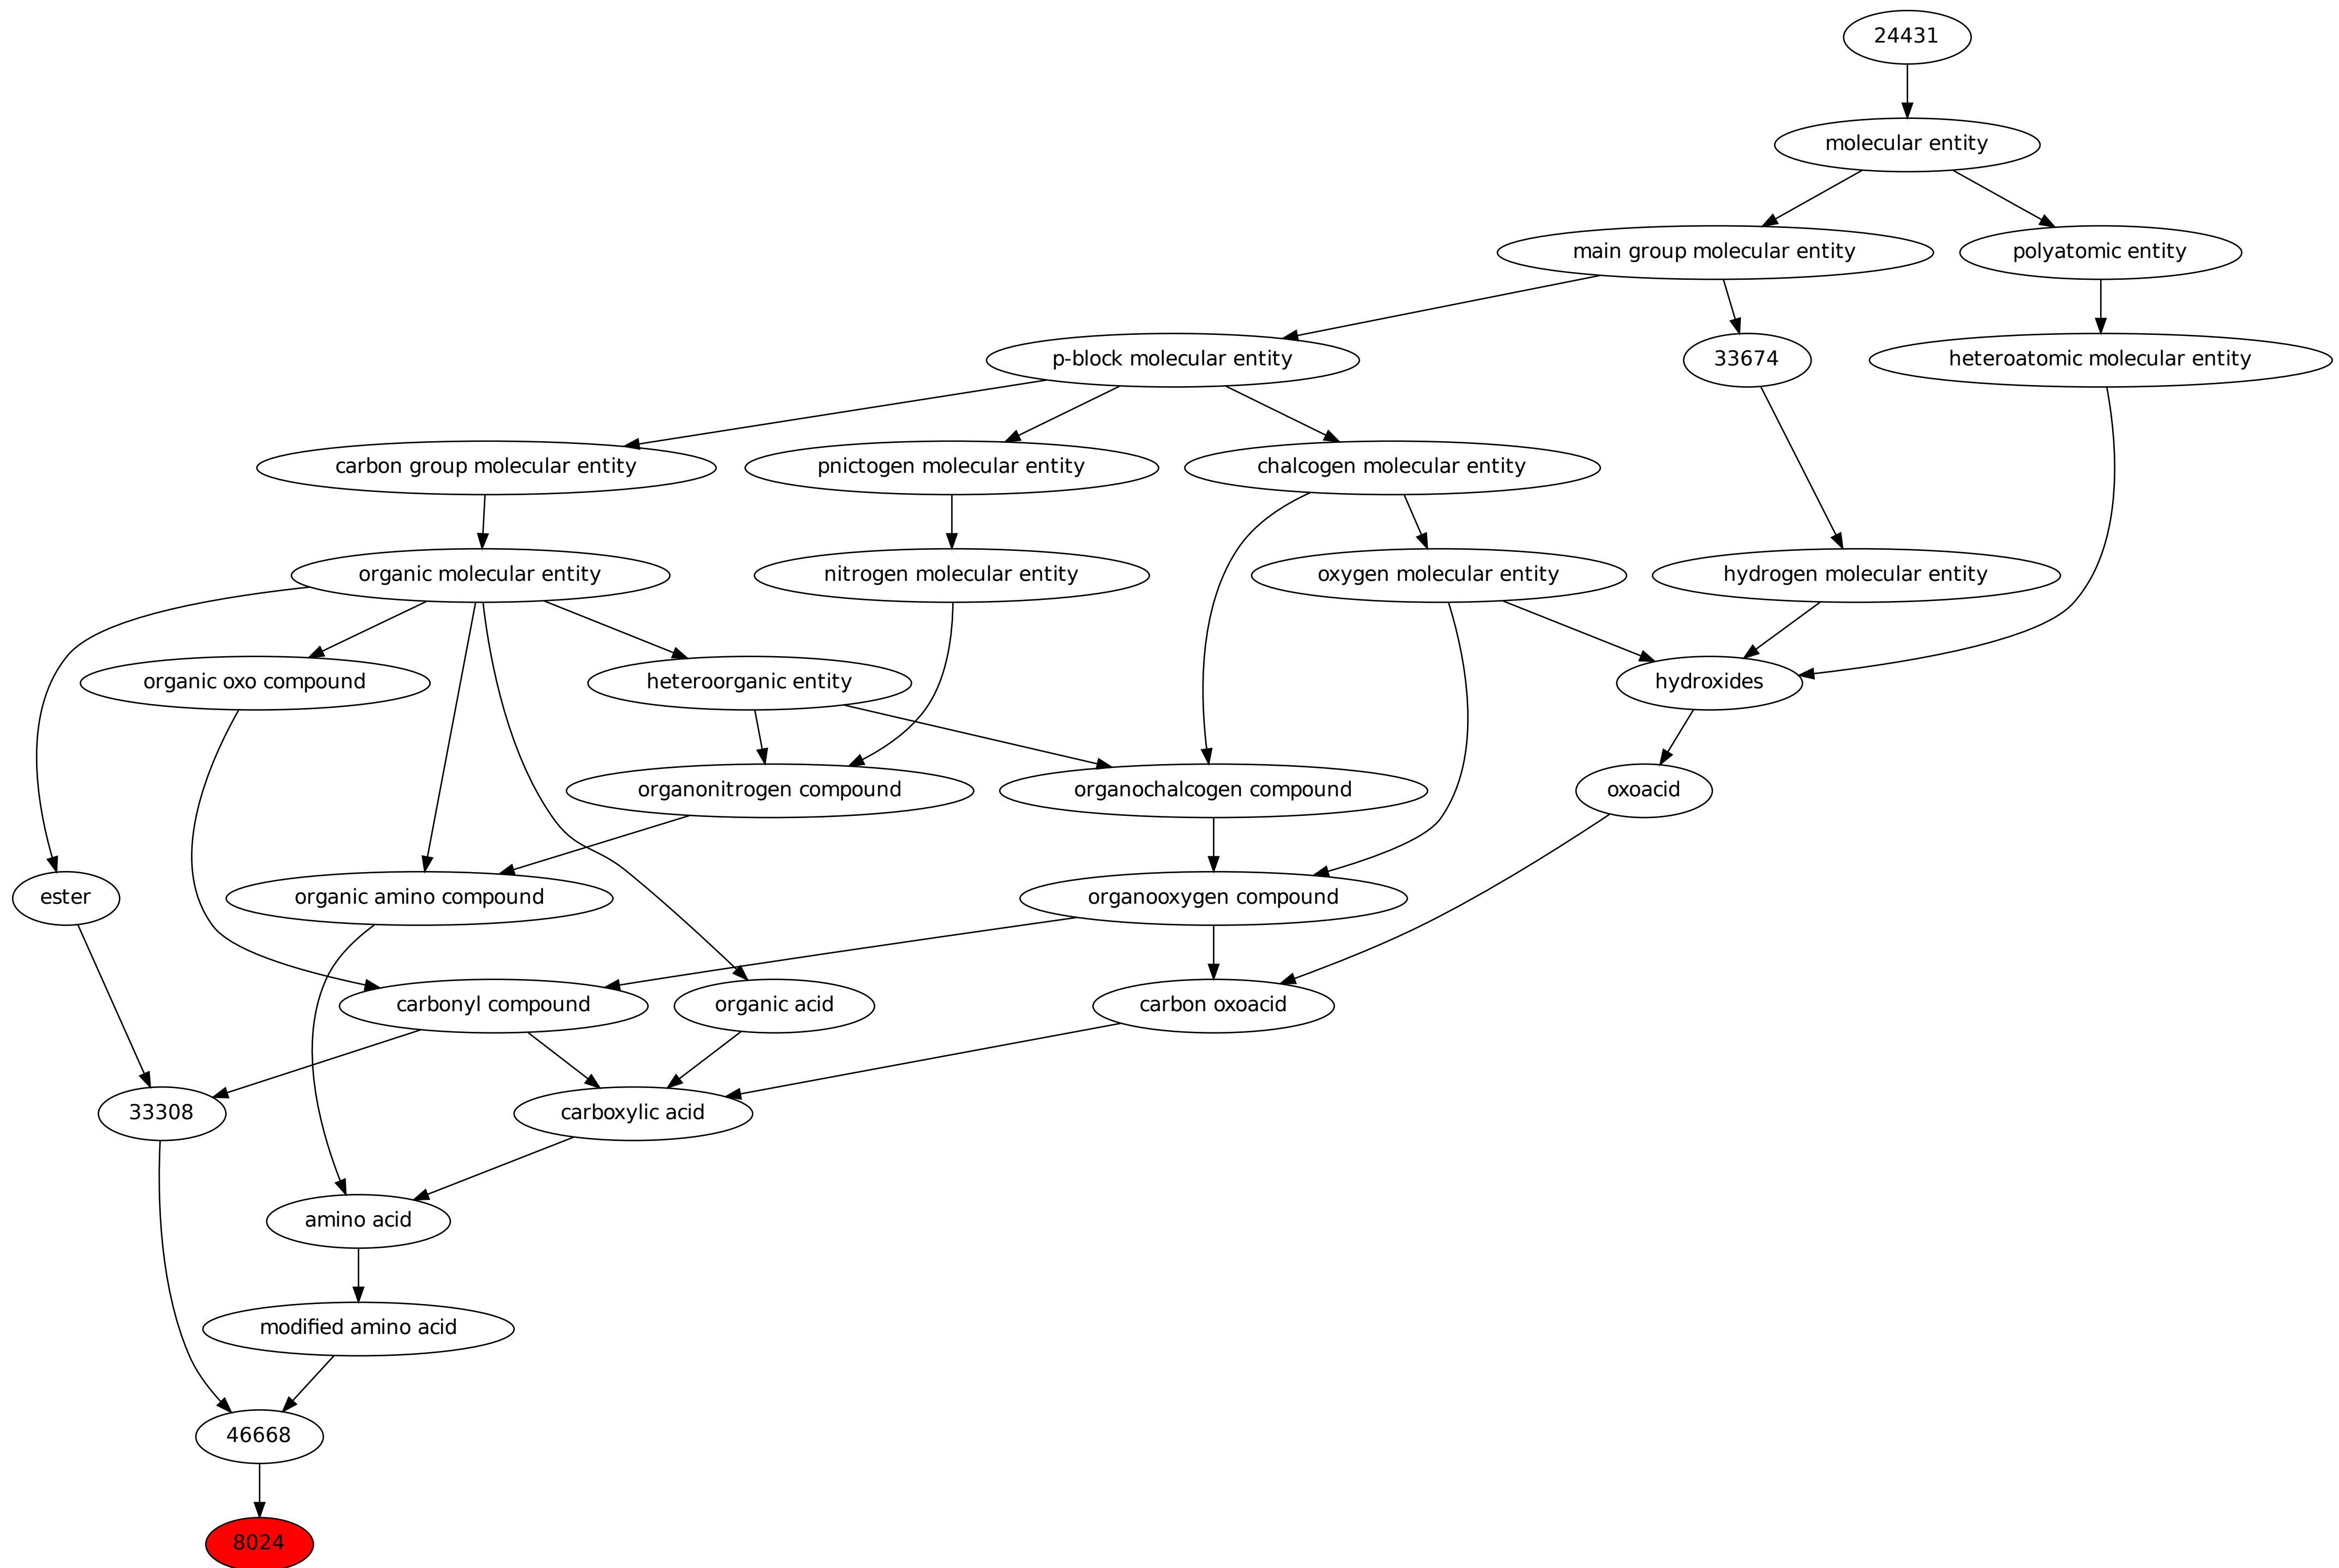 24431
molecular entity
main group molecular entity
polyatomic entity
p-block molecular entity
33674
heteroatomic molecular entity
carbon group molecular entity
pnictogen molecular entity
chalcogen molecular entity
organic molecular entity
nitrogen molecular entity
oxygen molecular entity
hydrogen molecular entity
organic oxo compound
heteroorganic entity
hydroxides
organonitrogen compound
organochalcogen compound
oxoacid
ester
organic amino compound
organooxygen compound
carbonyl compound
organic acid
carbon oxoacid
33308
carboxylic acid
amino acid
modified amino acid
46668
8024